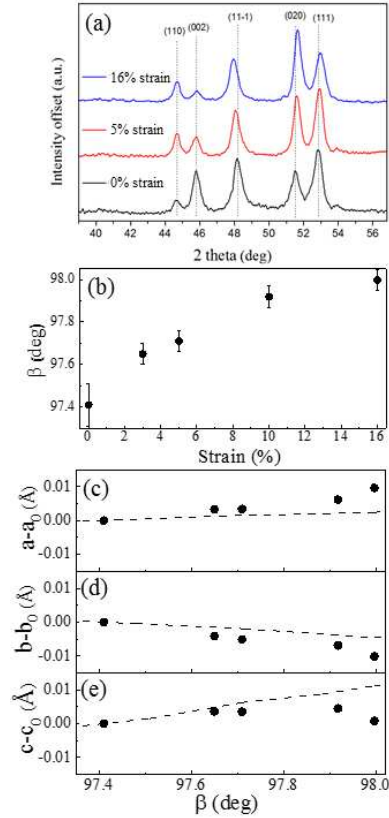 (a)
(110)
(002)
(11-1)
(020)
(111)
16% strain
5% strain
0% strain
Intensity offset (a.u.)
40 42 44 46 48 50 52 54 56
2 theta (deg)
(b)
98.0
97.8
97.6
97.4
β (deg)
0 2 4 6 8 10 12 14 16
Strain (%)
(c)
0.01
0.00
-0.01
a-a0 (Å)
(d)
0.01
0.00
-0.01
b-b0 (Å)
(e)
0.01
0.00
-0.01
c-c0 (Å)
97.4 97.6 97.8 98.0
β (deg)